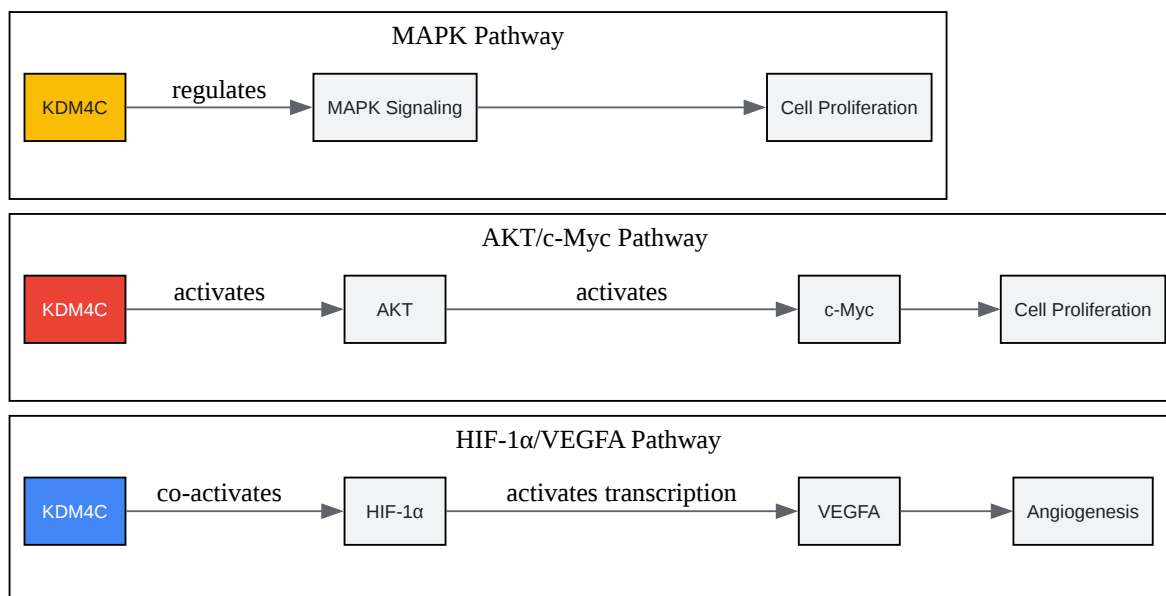 MAPK Pathway
KDM4C
regulates
MAPK Signaling
Cell Proliferation
AKT/c-Myc Pathway
KDM4C
activates
AKT
activates
c-Myc
Cell Proliferation
HIF-1α/VEGFA Pathway
KDM4C
co-activates
HIF-1α
activates transcription
VEGFA
Angiogenesis